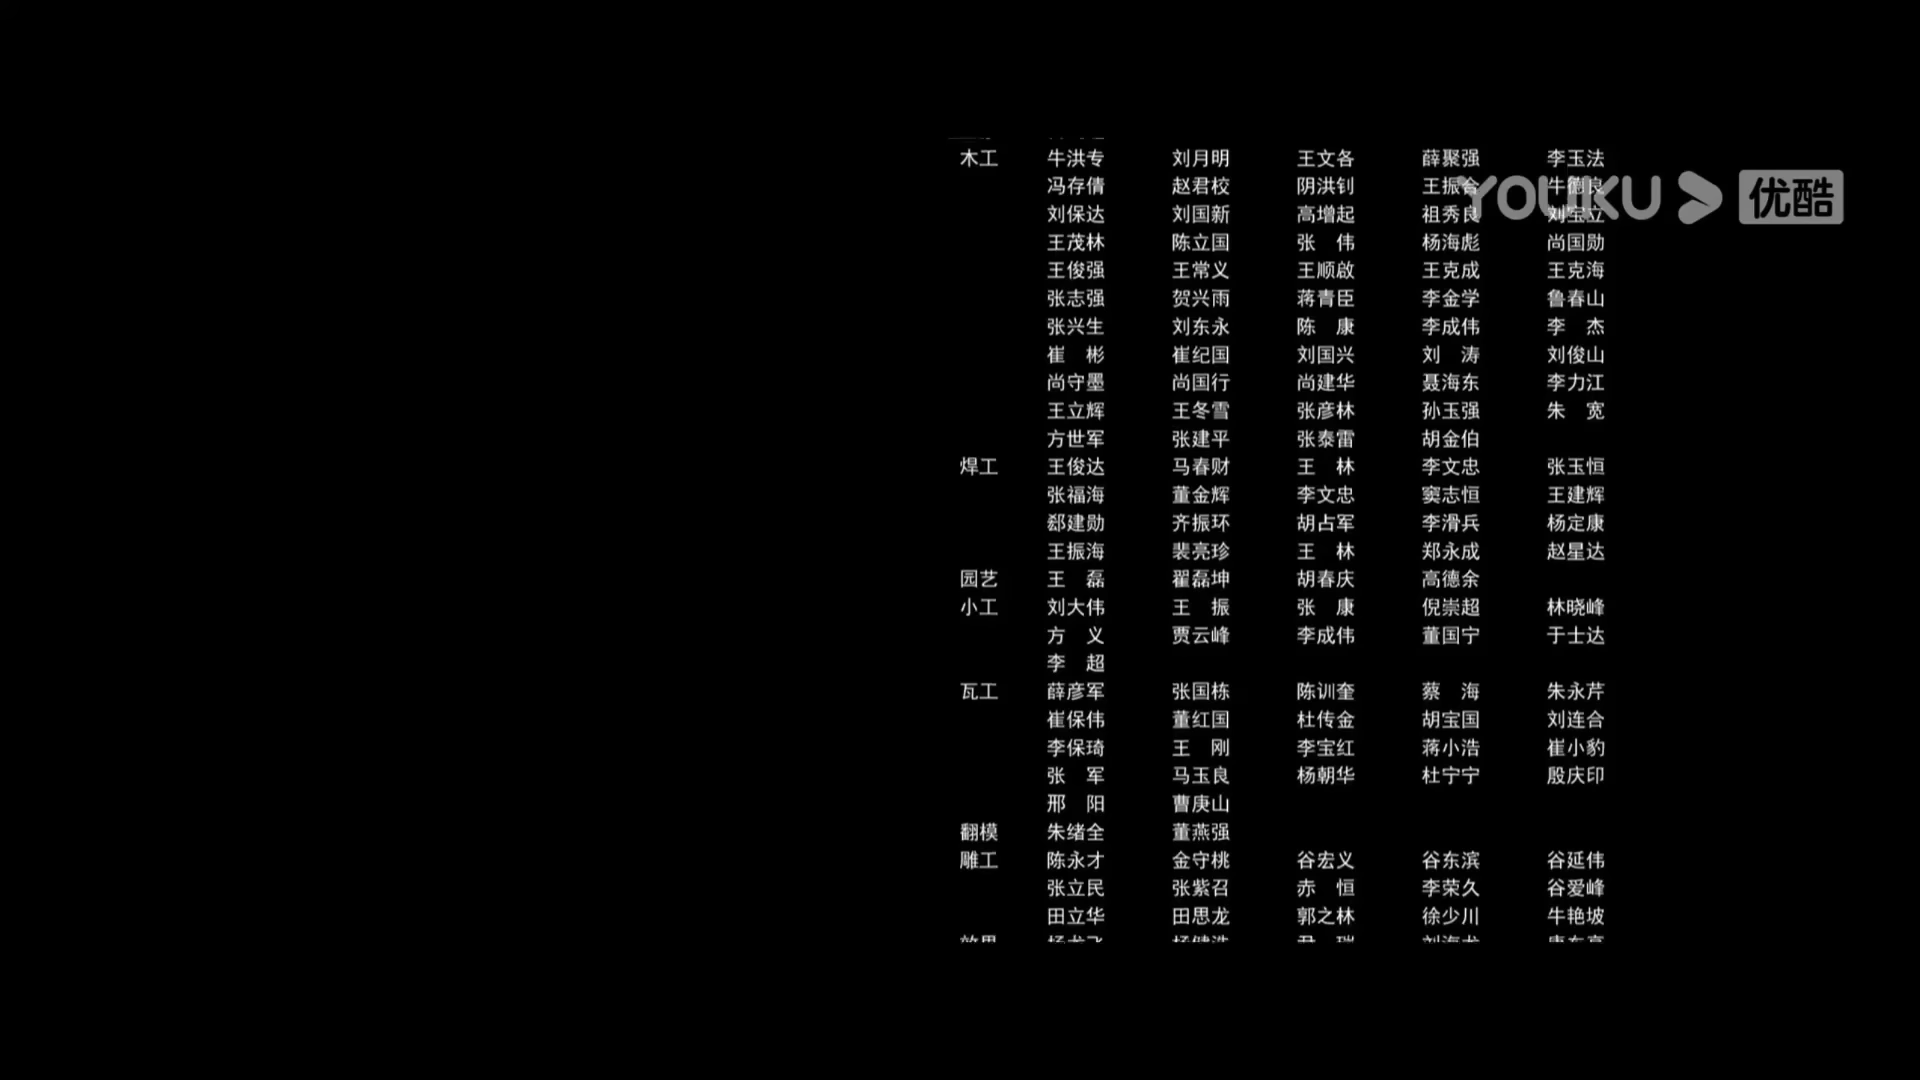 木工 牛洪专 刘月明 王文各 薛聚强 李玉法
冯存倩 赵君校 阴洪钊 王振合 牛德良
YOUKU 优酷
刘保达 刘国新 高增起 祖秀良 刘宝立
王茂林 陈立国 张 伟 杨海彪 尚国勋
王俊强 王常义 王顺啟 王克成 王克海
张志强 贺兴雨 蒋青臣 李金学 鲁春山
张兴生 刘东永 陈 康 李成伟 李 杰
崔 彬 崔纪国 刘国兴 刘 涛 刘俊山
尚守墨 尚国行 尚建华 聂海东 李力江
王立辉 王冬雪 张彦林 孙玉强 朱 宽
方世军 张建平 张泰雷 胡金伯
焊工 王俊达 马春财 王 林 李文忠 张玉恒
张福海 董金辉 李文忠 窦志恒 王建辉
郄建勋 齐振环 胡占军 李滑兵 杨定康
王振海 裴亮珍 王 林 郑永成 赵星达
园艺 王 磊 翟磊坤 胡春庆 高德余
小工 刘大伟 王 振 张 康 倪崇超 林晓峰
方 义 贾云峰 李成伟 董国宁 于士达
李 超
瓦工 薛彦军 张国栋 陈训奎 蔡 海 朱永芹
崔保伟 董红国 杜传金 胡宝国 刘连合
李保琦 王 刚 李宝红 蒋小浩 崔小豹
张 军 马玉良 杨朝华 杜宁宁 殷庆印
邢 阳 曹庚山
翻模 朱绪全 董燕强
雕工 陈永才 金守桃 谷宏义 谷东滨 谷延伟
张立民 张紫召 赤 恒 李荣久 谷爱峰
田立华 田思龙 郭之林 徐少川 牛艳坡